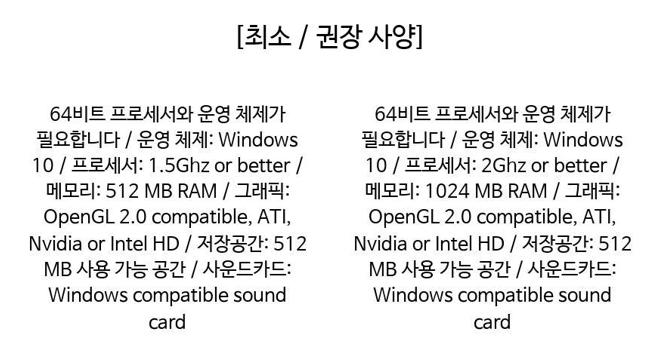 [최소 / 권장 사양]
64비트 프로세서와 운영 체제가
필요합니다 / 운영 체제: Windows
10 / 프로세서: 1.5Ghz or better /
메모리: 512 MB RAM / 그래픽:
OpenGL 2.0 compatible, ATI,
Nvidia or Intel HD / 저장공간: 512
MB 사용 가능 공간 / 사운드카드:
Windows compatible sound
card
64비트 프로세서와 운영 체제가
필요합니다 / 운영 체제: Windows
10 / 프로세서: 2Ghz or better /
메모리: 1024 MB RAM / 그래픽:
OpenGL 2.0 compatible, ATI,
Nvidia or Intel HD / 저장공간: 512
MB 사용 가능 공간 / 사운드카드:
Windows compatible sound
card